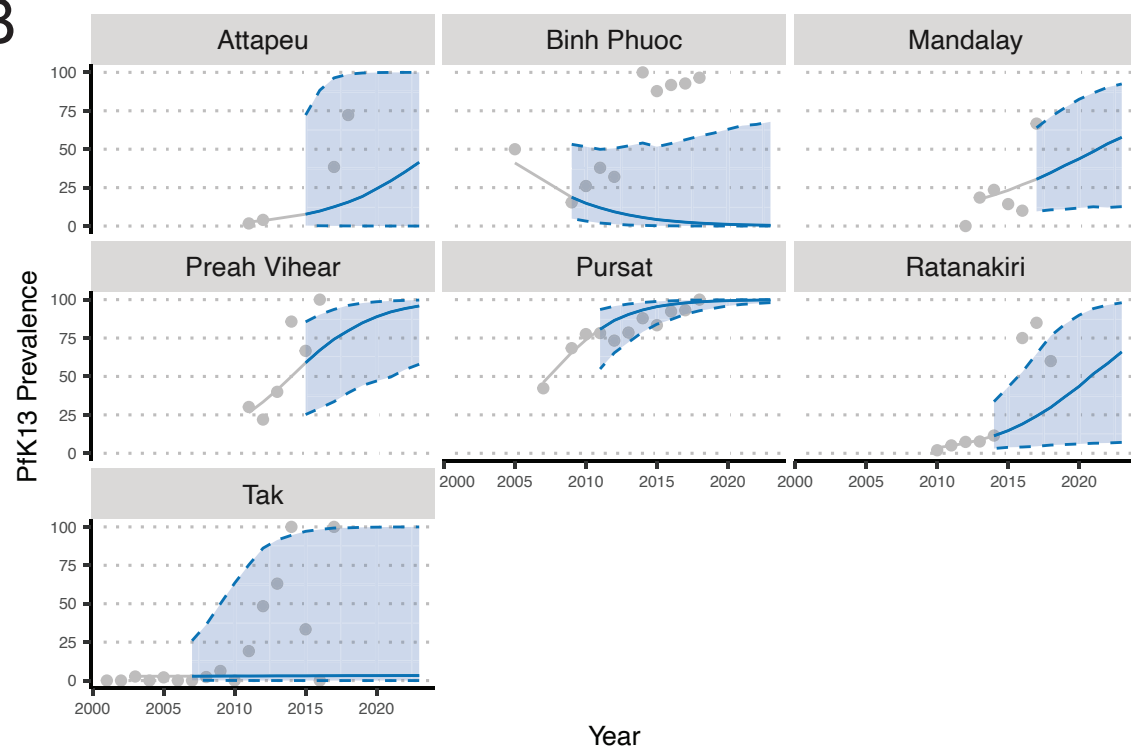 B
Attapeu Binh Phuoc Mandalay
100
75
50
25
0
Preah Vihear Pursat Ratanakiri
100
75
50
25
0
2000 2005 2010 2015 2020 2000 2005 2010 2015 2020
Tak
100
75
50
25
0
2000 2005 2010 2015 2020
PfK13 Prevalence
Year